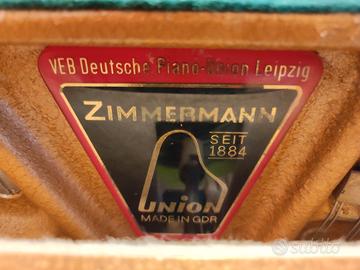 VEB Deutsche Piano-Union Leipzig
ZIMMERMANN
SEIT
1884
UNION
MADE IN GDR
subito